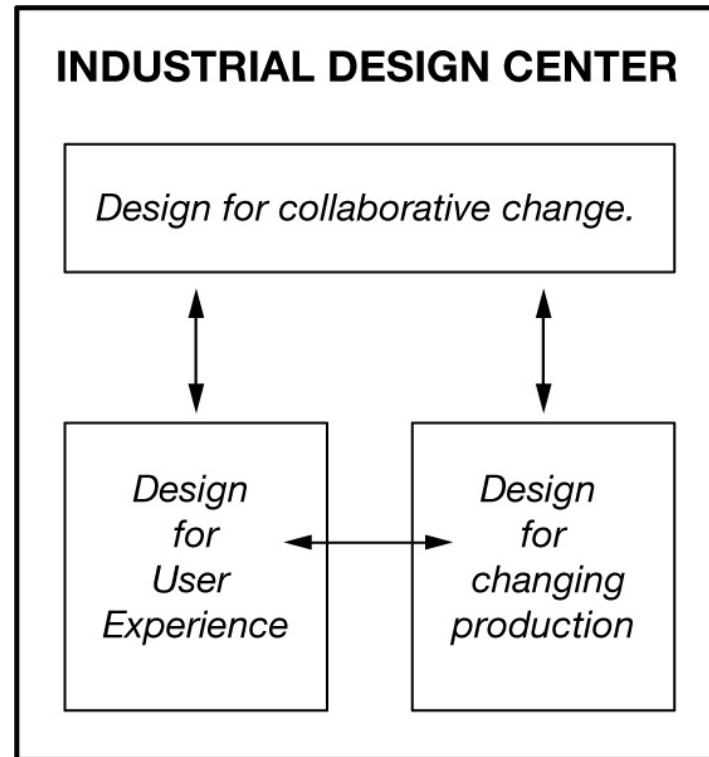 INDUSTRIAL DESIGN CENTER
Design for collaborative change.
Design
for
User
Experience
Design
for
changing
production